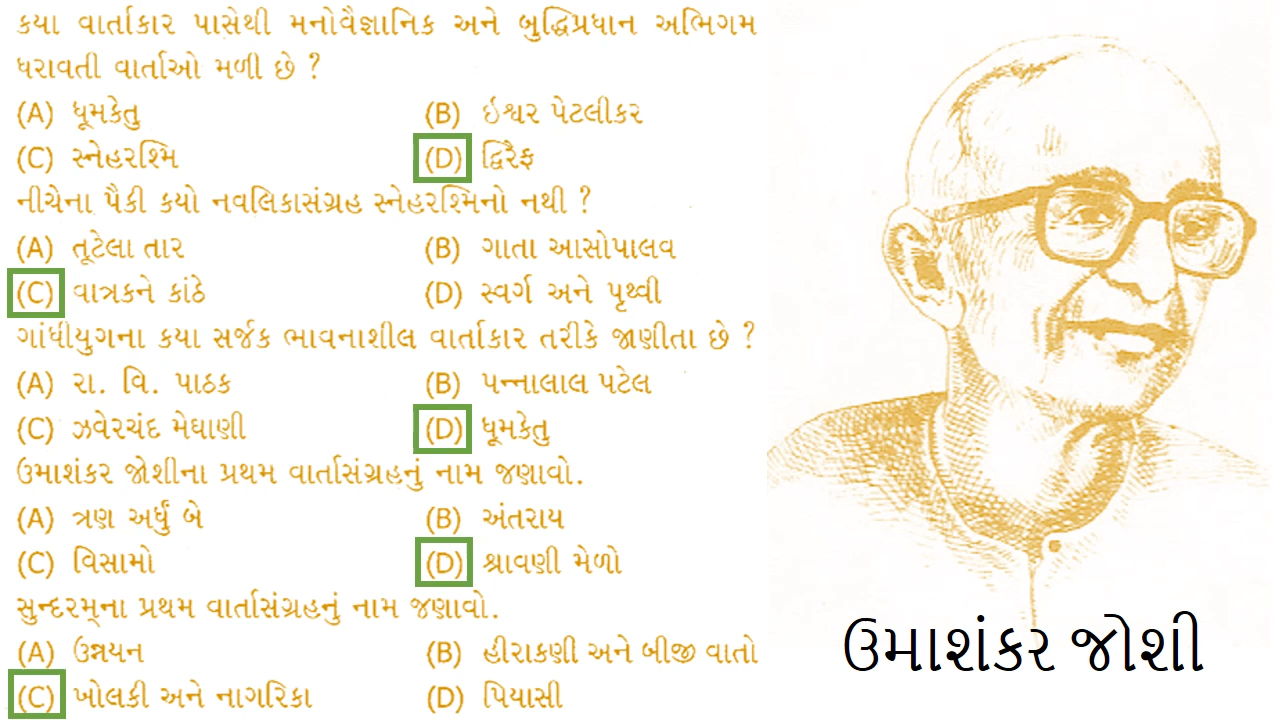 કયા વાર્તાકાર પાસેથી મનોવૈજ્ઞાનિક અને બુદ્ધિપ્રધાન અભિગમ
ધરાવતી વાર્તાઓ મળી છે ?
(A) ધૂમકેતુ (B) ઇશ્વર પેટલીકર
(C) સ્નેહરશ્મિ (D) દ્વિરેફ
નીચેના પૈકી કયો નવલિકાસંગ્રહ સ્નેહરશ્મિનો નથી ?
(A) તૂટેલા તાર (B) ગાતા આસોપાલવ
(C) વાત્રકને કાંઠે (D) સ્વર્ગ અને પૃથ્વી
ગાંધીયુગના કયા સર્જક ભાવનાશીલ વાર્તાકાર તરીકે જાણીતા છે ?
(A) રા. વિ. પાઠક (B) પન્નાલાલ પટેલ
(C) ઝવેરચંદ મેઘાણી (D) ધૂમકેતુ
ઉમાશંકર જોશીના પ્રથમ વાર્તાસંગ્રહનું નામ જણાવો.
(A) ત્રણ અર્ધું બે (B) અંતરાય
(C) વિસામો (D) શ્રાવણી મેળો
સુન્દરમ્‌ના પ્રથમ વાર્તાસંગ્રહનું નામ જણાવો.
(A) ઉન્નયન (B) હીરાકણી અને બીજી વાતો
(C) ખોલકી અને નાગરિકા (D) પિયાસી
ઉમાશંકર જોશી